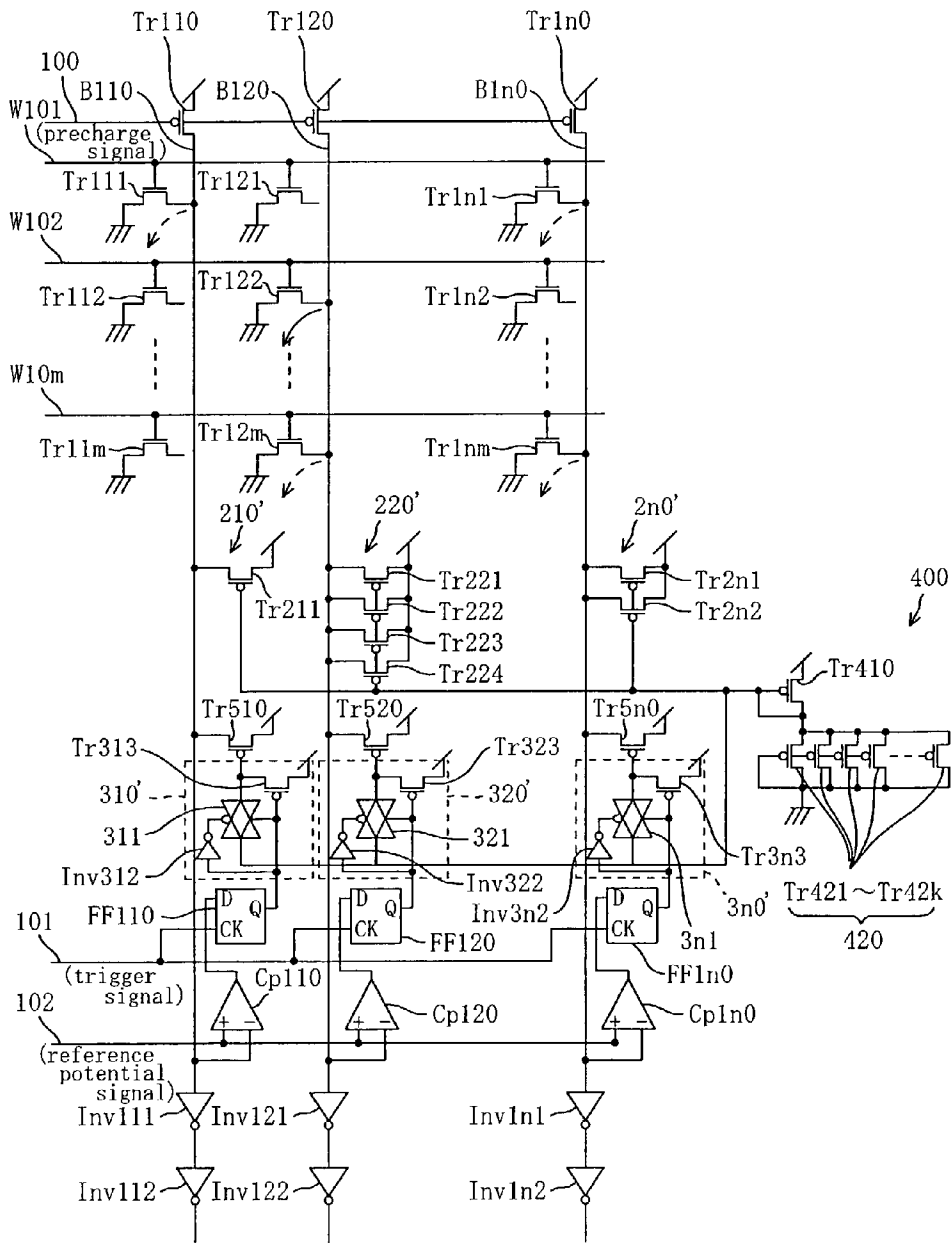 Tr110 Tr120 Tr1n0
100
B110 B120 B1n0
W101
(precharge signal)
Tr111 Tr121 Tr1n1
W102
Tr112 Tr122 Tr1n2
W10m
Tr11m Tr12m Tr1nm
210' 220' 2n0'
Tr211 Tr221 Tr2n1
Tr222 Tr2n2
Tr223
Tr224
400
Tr410
Tr510 Tr520 Tr5n0
Tr313 Tr323
310' 320'
311 321
Tr3n3
Inv312 Inv322 Inv3n2 3n0'
Tr421~Tr42k
420
FF110 D Q CK
D Q CK FF120
D Q CK 3n1
FF1n0
101
(trigger signal)
Cp110 Cp120 Cp1n0
+ − + − + −
102
(reference potential signal)
Inv111 Inv121 Inv1n1
Inv112 Inv122 Inv1n2